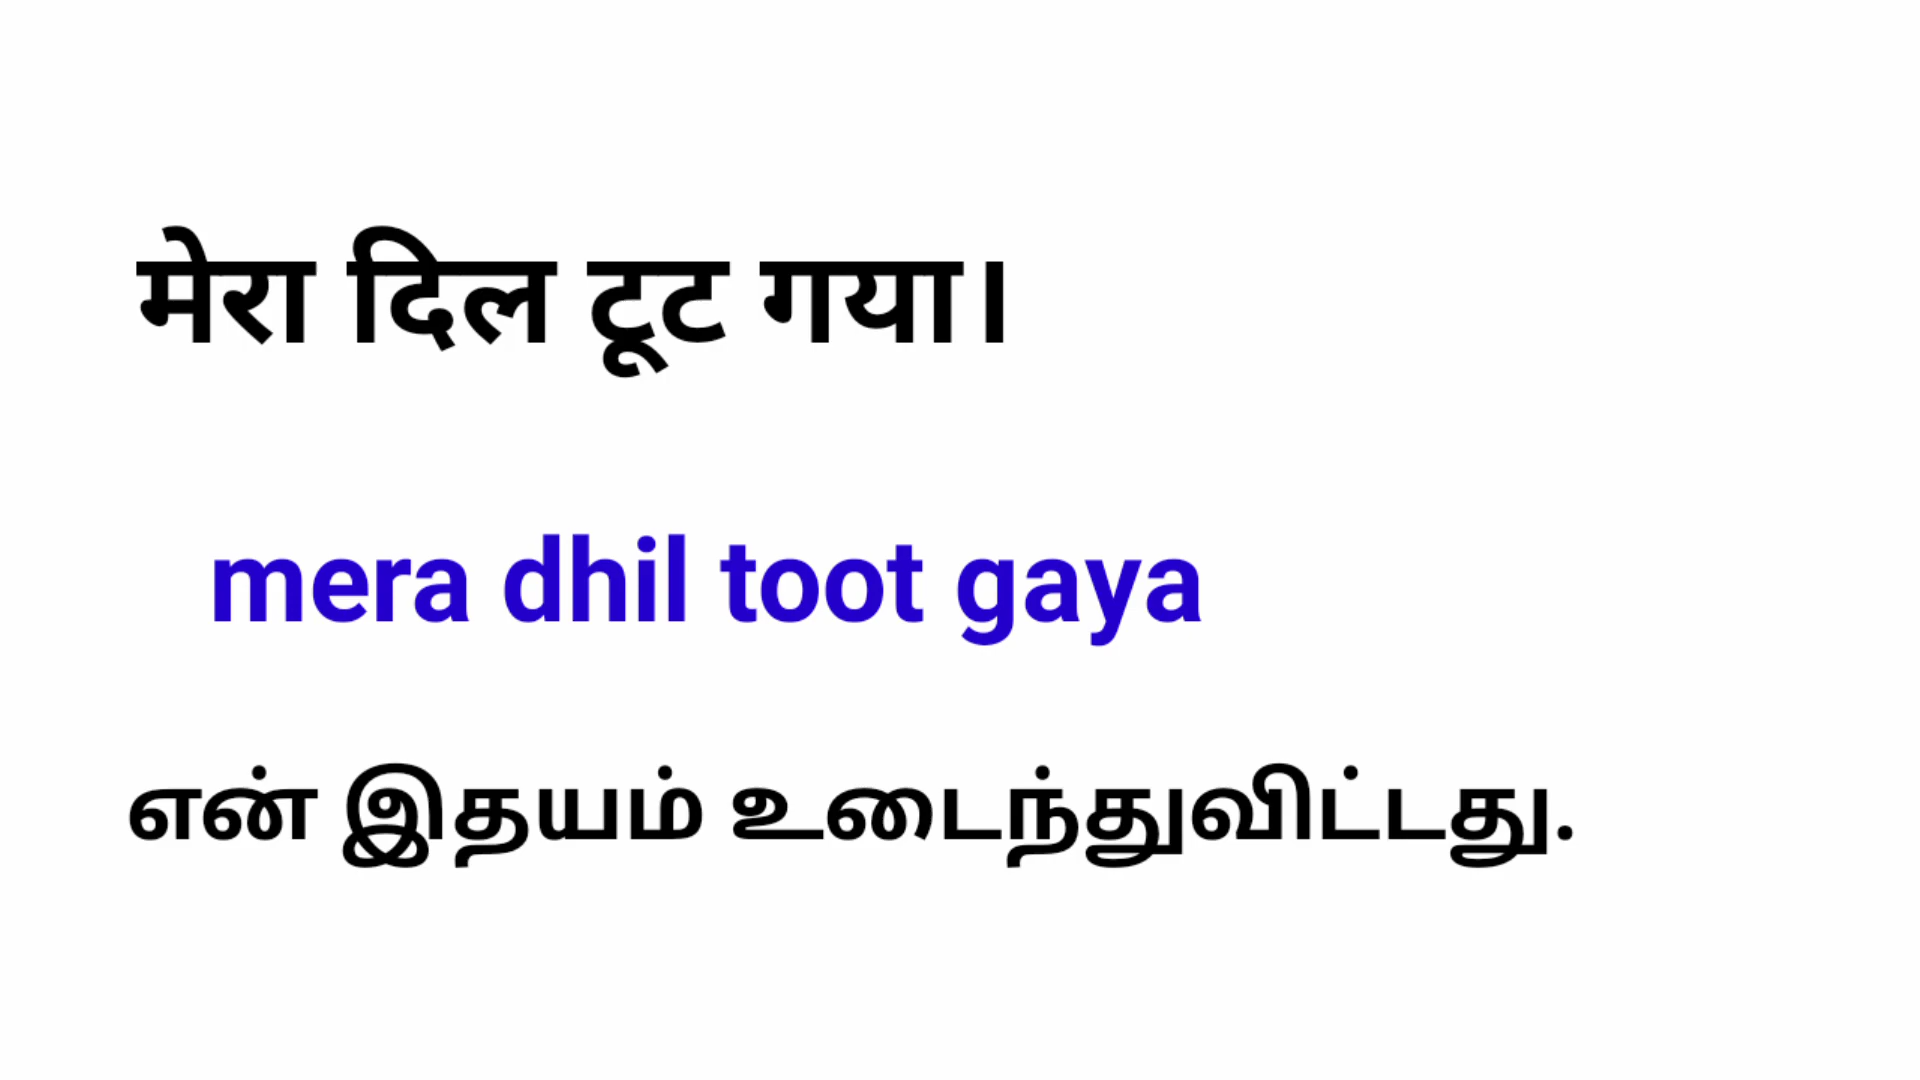 मेरा दिल टूट गया।
mera dhil toot gaya
என் இதயம் உடைந்துவிட்டது.